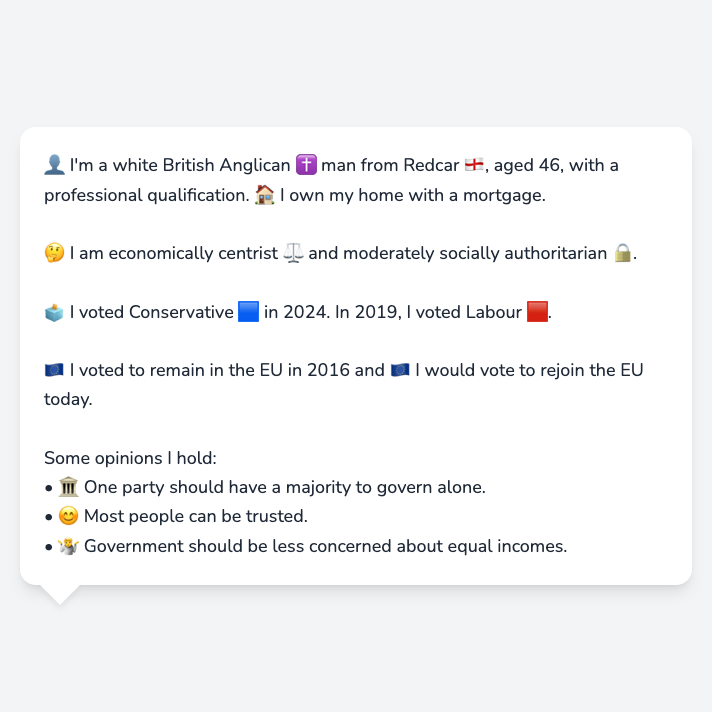 👤 I'm a white British Anglican ✝️ man from Redcar 🏴󠁧󠁢󠁥󠁮󠁧󠁿, aged 46, with a
professional qualification. 🏠 I own my home with a mortgage.
🤔 I am economically centrist ⚖️ and moderately socially authoritarian 🔒.
🗳️ I voted Conservative 🟦 in 2024. In 2019, I voted Labour 🟥.
🇪🇺 I voted to remain in the EU in 2016 and 🇪🇺 I would vote to rejoin the EU
today.
Some opinions I hold:
• 🏛️ One party should have a majority to govern alone.
• 😊 Most people can be trusted.
• 🤷 Government should be less concerned about equal incomes.